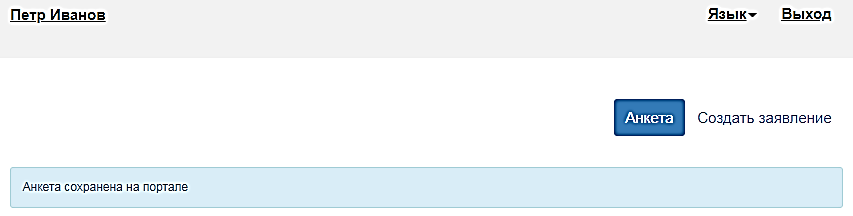 Петр Иванов Язык Выход
Анкета Создать заявление
Анкета сохранена на портале